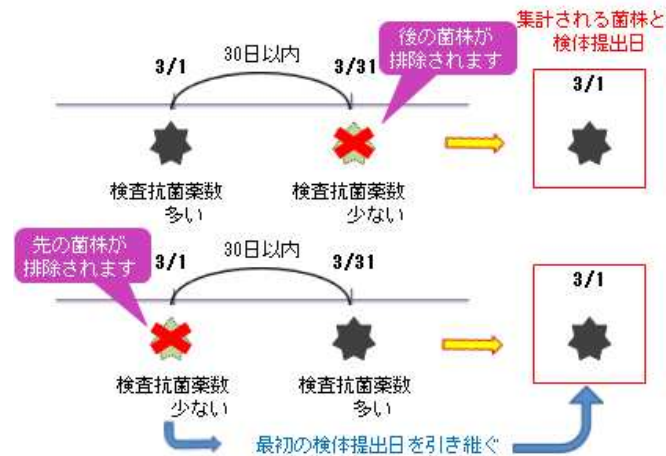 集計される菌株と
検体提出日
後の菌株が
排除されます
30日以内
3/1
3/31
3/1
検査抗菌薬数
多い
検査抗菌薬数
少ない
先の菌株が
排除されます
30日以内
3/1
3/31
3/1
検査抗菌薬数
少ない
検査抗菌薬数
多い
最初の検体提出日を引き継ぐ